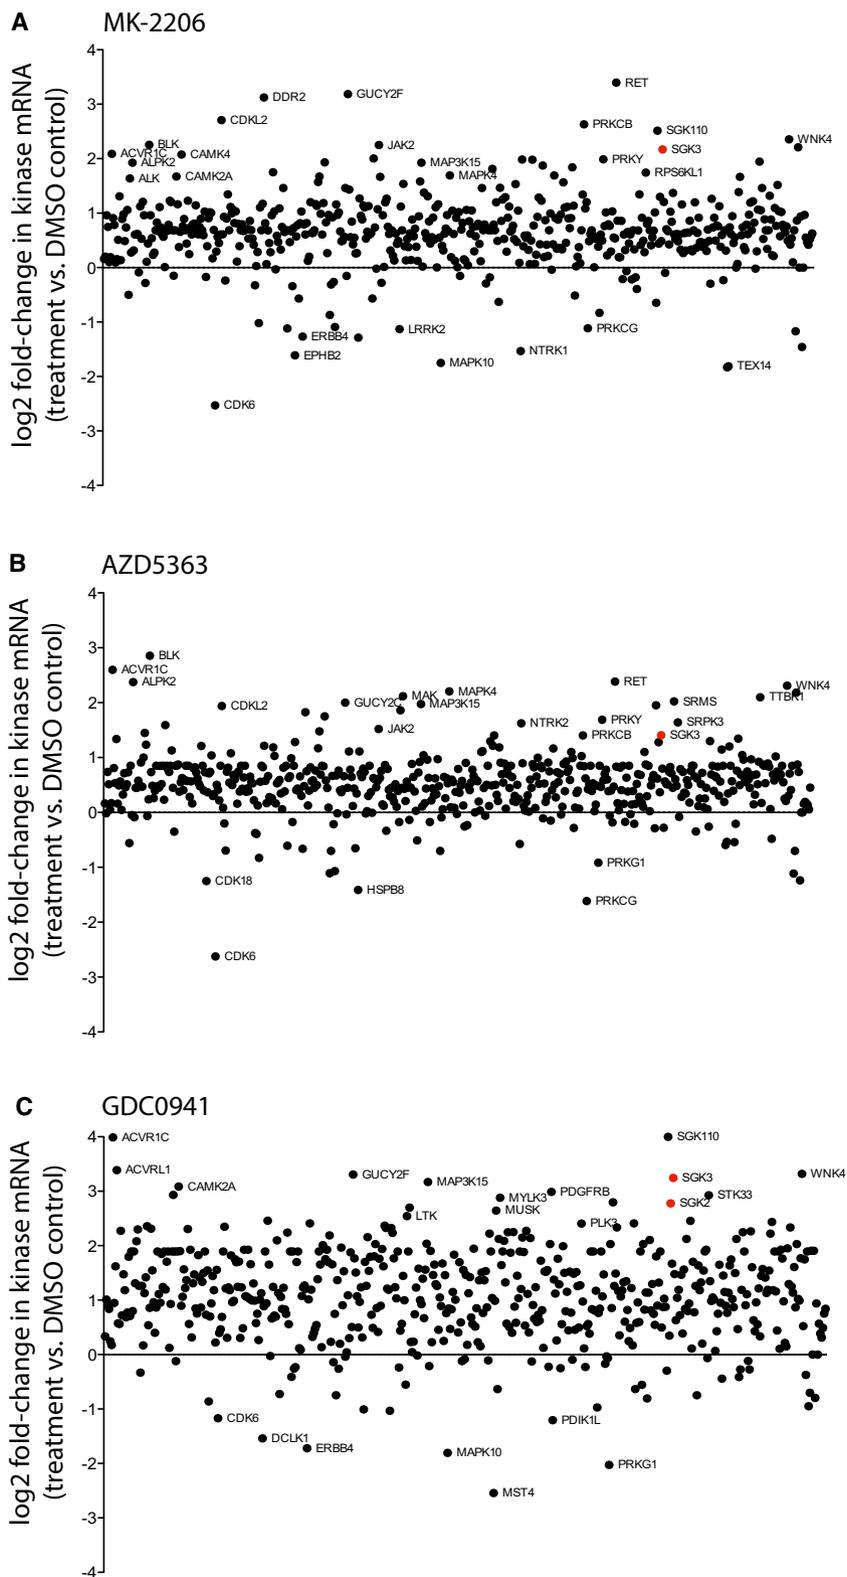 A
MK-2206
log2 fold-change in kinase mRNA
(treatment vs. DMSO control)
4
3
2
1
0
-1
-2
-3
-4
RET
DDR2
GUCY2F
CDKL2
PRKCB
SGK110
WNK4
BLK
JAK2
SGK3
ACVR1C
CAMK4
ALPK2
MAP3K15
PRKY
ALK
CAMK2A
MAPK4
RPS6KL1
ERBB4
LRRK2
PRKCG
EPHB2
NTRK1
MAPK10
TEX14
CDK6
B
AZD5363
log2 fold-change in kinase mRNA
(treatment vs. DMSO control)
4
3
2
1
0
-1
-2
-3
-4
BLK
ACVR1C
ALPK2
RET
WNK4
CDKL2
GUCY2C
MAK
MAPK4
MAP3K15
SRMS
TTBK1
JAK2
NTRK2
PRKY
SRPK3
PRKCB
SGK3
CDK18
HSPB8
PRKG1
PRKCG
CDK6
C
GDC0941
log2 fold-change in kinase mRNA
(treatment vs. DMSO control)
4
3
2
1
0
-1
-2
-3
-4
ACVR1C
SGK110
ACVRL1
GUCY2F
WNK4
CAMK2A
MAP3K15
SGK3
MYLK3
PDGFRB
STK33
LTK
MUSK
SGK2
PLK3
CDK6
PDIK1L
DCLK1
ERBB4
MAPK10
PRKG1
MST4